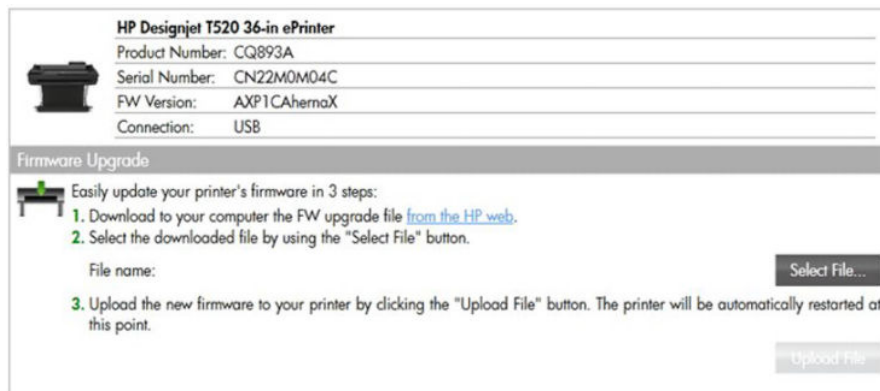 HP Designjet T520 36-in ePrinter
Product Number: CQ893A
Serial Number: CN22M0M04C
FW Version: AXP1CAhernaX
Connection: USB
Firmware Upgrade
Easily update your printer's firmware in 3 steps:
1. Download to your computer the FW upgrade file from the HP web.
2. Select the downloaded file by using the "Select File" button.
File name:
Select File...
3. Upload the new firmware to your printer by clicking the "Upload File" button. The printer will be automatically restarted at
this point.
Upload File